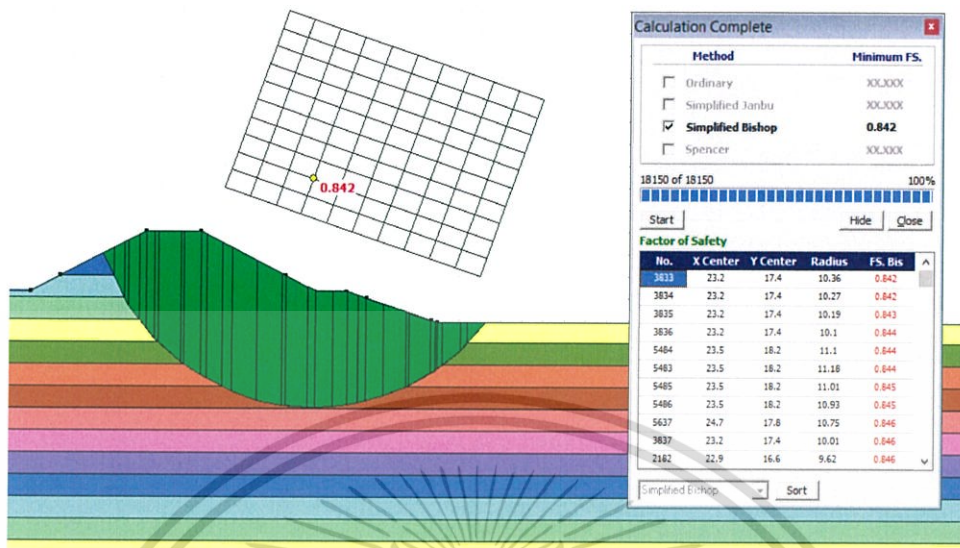 0.842
Calculation Complete
x
Method Minimum FS.
Ordinary XX.XXX
Simplified Janbu XX.XXX
Simplified Bishop 0.842
Spencer XX.XXX
18150 of 18150 100%
Start Hide Close
Factor of Safety
No. X Center Y Center Radius FS. Bis
3833 23.2 17.4 10.36 0.842
3834 23.2 17.4 10.27 0.842
3835 23.2 17.4 10.19 0.843
3836 23.2 17.4 10.1 0.844
5484 23.5 18.2 11.1 0.844
5483 23.5 18.2 11.18 0.844
5485 23.5 18.2 11.01 0.845
5486 23.5 18.2 10.93 0.845
5637 24.7 17.8 10.75 0.846
3837 23.2 17.4 10.01 0.846
2182 22.9 16.6 9.62 0.846
Simplified Bishop Sort